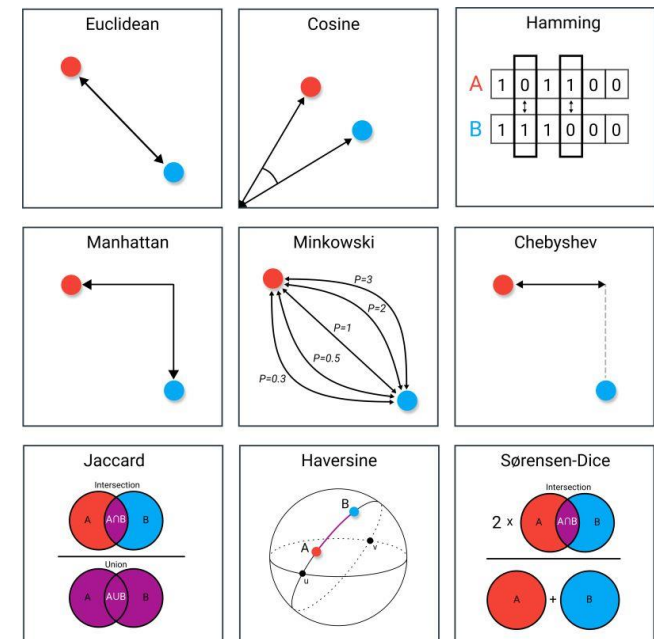 Euclidean
Cosine
Hamming
A 1 0 1 1 0 0
B 1 1 1 0 0 0
Manhattan
Minkowski
P=3
P=2
P=1
P=0.5
P=0.3
Chebyshev
Jaccard
Intersection
A A∩B B
Union
A A∪B B
Haversine
B
A
v
u
Sørensen-Dice
Intersection
2 x A A∩B B
A + B